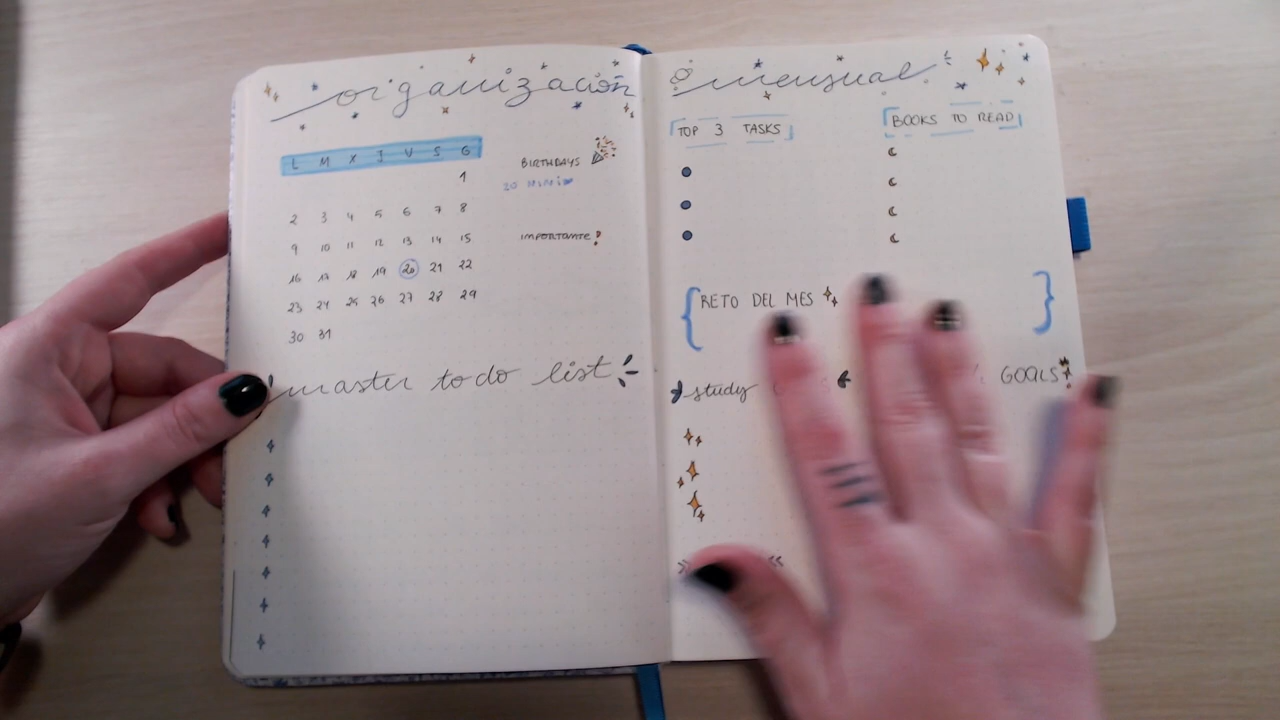 organización
L M X J V S G
1
2 3 4 5 6 7 8
9 10 11 12 13 14 15
16 17 18 19 20 21 22
23 24 25 26 27 28 29
30 31
BIRTHDAYS
20 MIMI
IMPORTANTE!
master to do list
mensual
TOP 3 TASKS
BOOKS TO READ
{RETO DEL MES }
study
GOALS